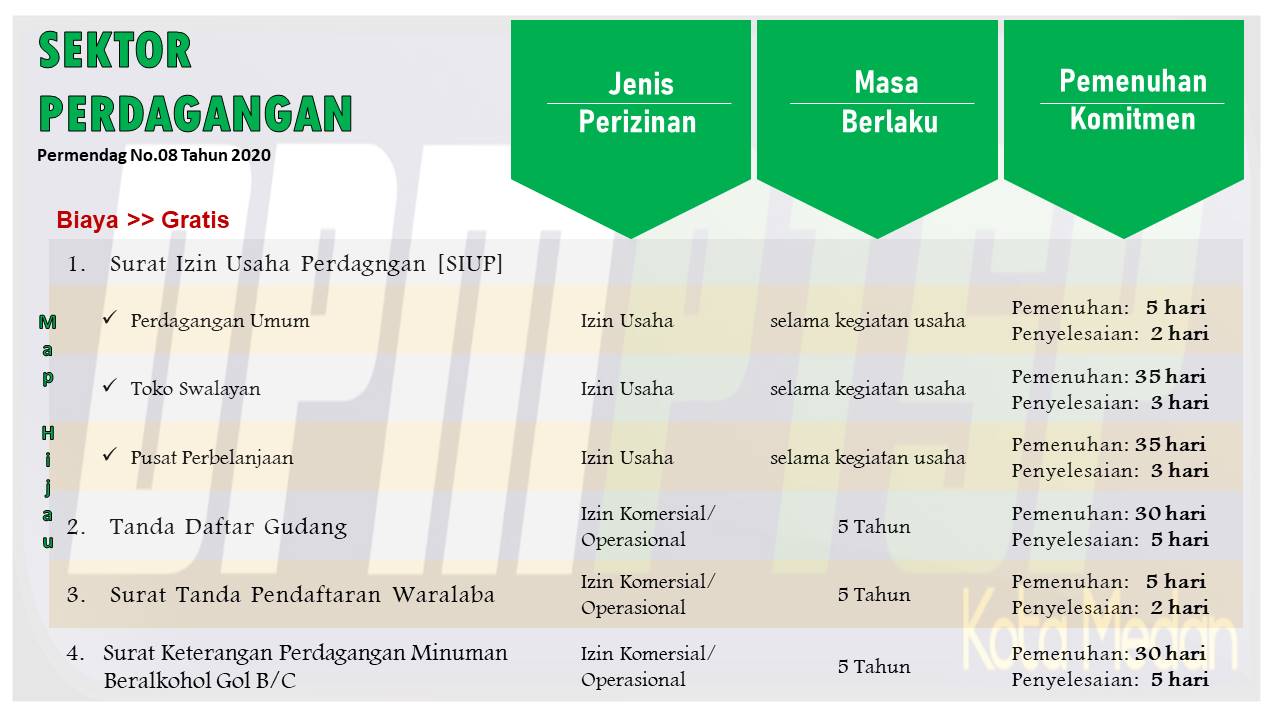 SEKTOR
PERDAGANGAN
Permendag No.08 Tahun 2020
Jenis
Perizinan
Masa
Berlaku
Pemenuhan
Komitmen
Biaya >> Gratis
Map Hijau
1. Surat Izin Usaha Perdagngan [SIUP]
✓ Perdagangan Umum Izin Usaha selama kegiatan usaha Pemenuhan: 5 hari
Penyelesaian: 2 hari
✓ Toko Swalayan Izin Usaha selama kegiatan usaha Pemenuhan: 35 hari
Penyelesaian: 3 hari
✓ Pusat Perbelanjaan Izin Usaha selama kegiatan usaha Pemenuhan: 35 hari
Penyelesaian: 3 hari
2. Tanda Daftar Gudang Izin Komersial/ 5 Tahun Pemenuhan: 30 hari
Operasional Penyelesaian: 5 hari
3. Surat Tanda Pendaftaran Waralaba Izin Komersial/ 5 Tahun Pemenuhan: 5 hari
Operasional Penyelesaian: 2 hari
4. Surat Keterangan Perdagangan Minuman Izin Komersial/ 5 Tahun Pemenuhan: 30 hari
Beralkohol Gol B/C Operasional Penyelesaian: 5 hari
DPMPTSP
Kota Medan